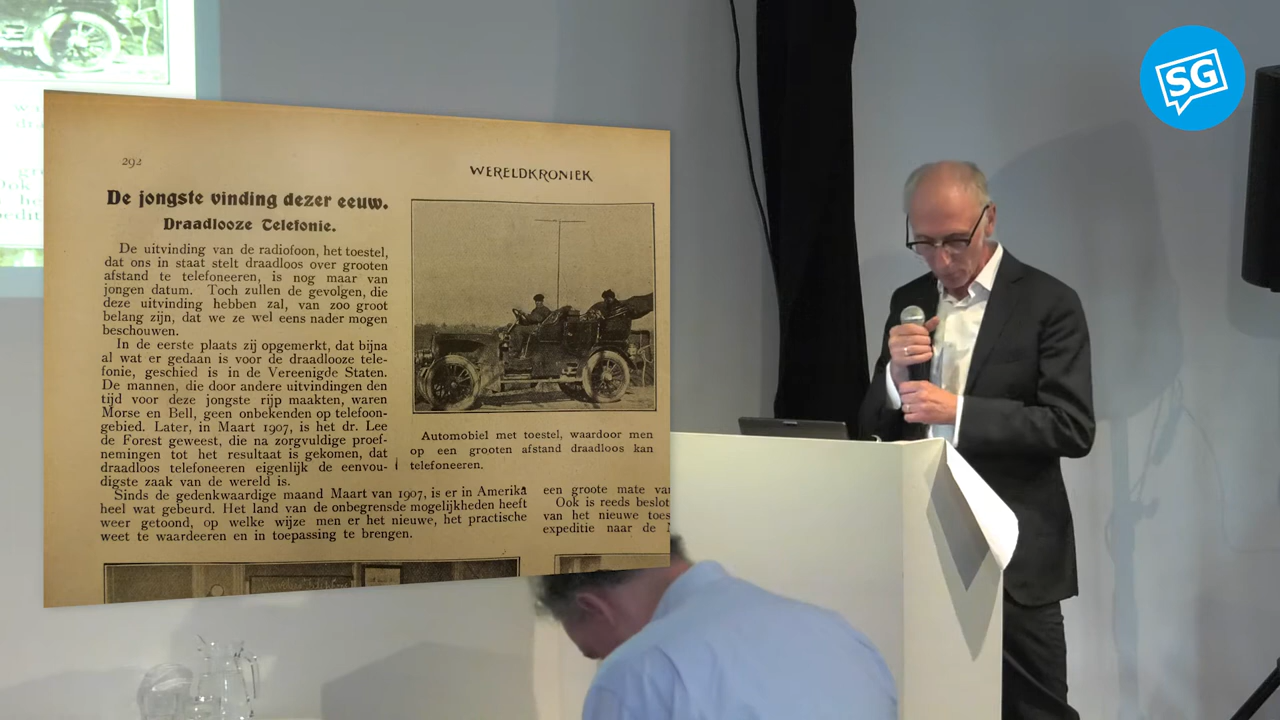 SG
292
WERELDKRONIEK
De jongste vinding dezer eeuw.
Draadlooze Telefonie.
De uitvinding van de radiofoon, het toestel,
dat ons in staat stelt draadloos over grooten
afstand te telefoneeren, is nog maar van
jongen datum. Toch zullen de gevolgen, die
deze uitvinding hebben zal, van zoo groot
belang zijn, dat we ze wel eens nader mogen
beschouwen.
In de eerste plaats zij opgemerkt, dat bijna
al wat er gedaan is voor de draadlooze tele-
fonie, geschied is in de Vereenigde Staten.
De mannen, die door andere uitvindingen den
tijd voor deze jongste rijp maakten, waren
Morse en Bell, geen onbekenden op telefoon-
gebied. Later, in Maart 1907, is het dr. Lee
de Forest geweest, die na zorgvuldige proef-
nemingen tot het resultaat is gekomen, dat
draadloos telefoneeren eigenlijk de eenvou-
digste zaak van de wereld is.
Sinds de gedenkwaardige maand Maart van 1907, is er in Amerika
heel wat gebeurd. Het land van de onbegrensde mogelijkheden heeft
weer getoond, op welke wijze men er het nieuwe, het practische
weet te waardeeren en in toepassing te brengen.
Automobiel met toestel, waardoor men
op een grooten afstand draadloos kan
telefoneeren.
een groote mate va
Ook is reeds beslot
van het nieuwe toes
expeditie naar de